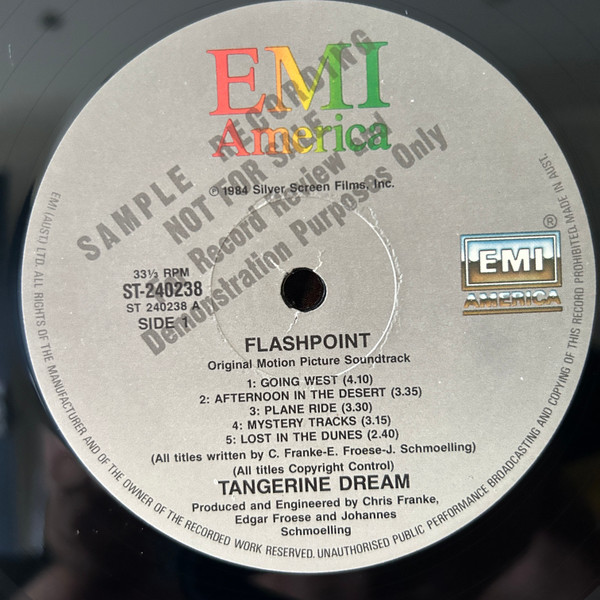 EMI
America
SAMPLE RECORDING
NOT FOR SALE
For Record Review and
Demonstration Purposes Only
℗ 1984 Silver Screen Films, Inc.
33⅓ RPM
ST-240238
ST 240238 A
SIDE 1
®
EMI
AMERICA
FLASHPOINT
Original Motion Picture Soundtrack
1: GOING WEST (4.10)
2: AFTERNOON IN THE DESERT (3.35)
3: PLANE RIDE (3.30)
4: MYSTERY TRACKS (3.15)
5: LOST IN THE DUNES (2.40)
(All titles written by C. Franke-E. Froese-J. Schmoelling)
(All titles Copyright Control)
TANGERINE DREAM
Produced and Engineered by Chris Franke,
Edgar Froese and Johannes
Schmoelling
EMI (AUST) LTD. ALL RIGHTS OF THE MANUFACTURER AND OF THE OWNER OF THE RECORDED WORK RESERVED. UNAUTHORISED PUBLIC PERFORMANCE BROADCASTING AND COPYING OF THIS RECORD PROHIBITED. MADE IN AUST.